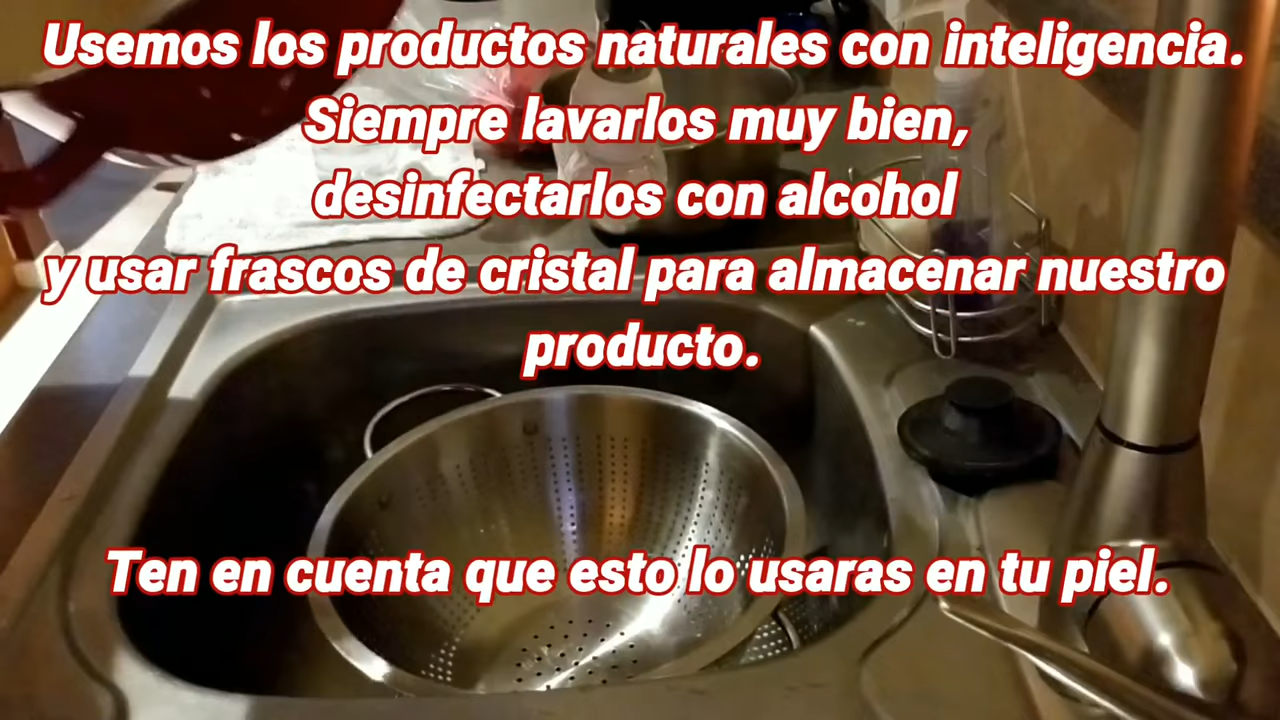 Usemos los productos naturales con inteligencia.
Siempre lavarlos muy bien,
desinfectarlos con alcohol
y usar frascos de cristal para almacenar nuestro
producto.
Ten en cuenta que esto lo usaras en tu piel.